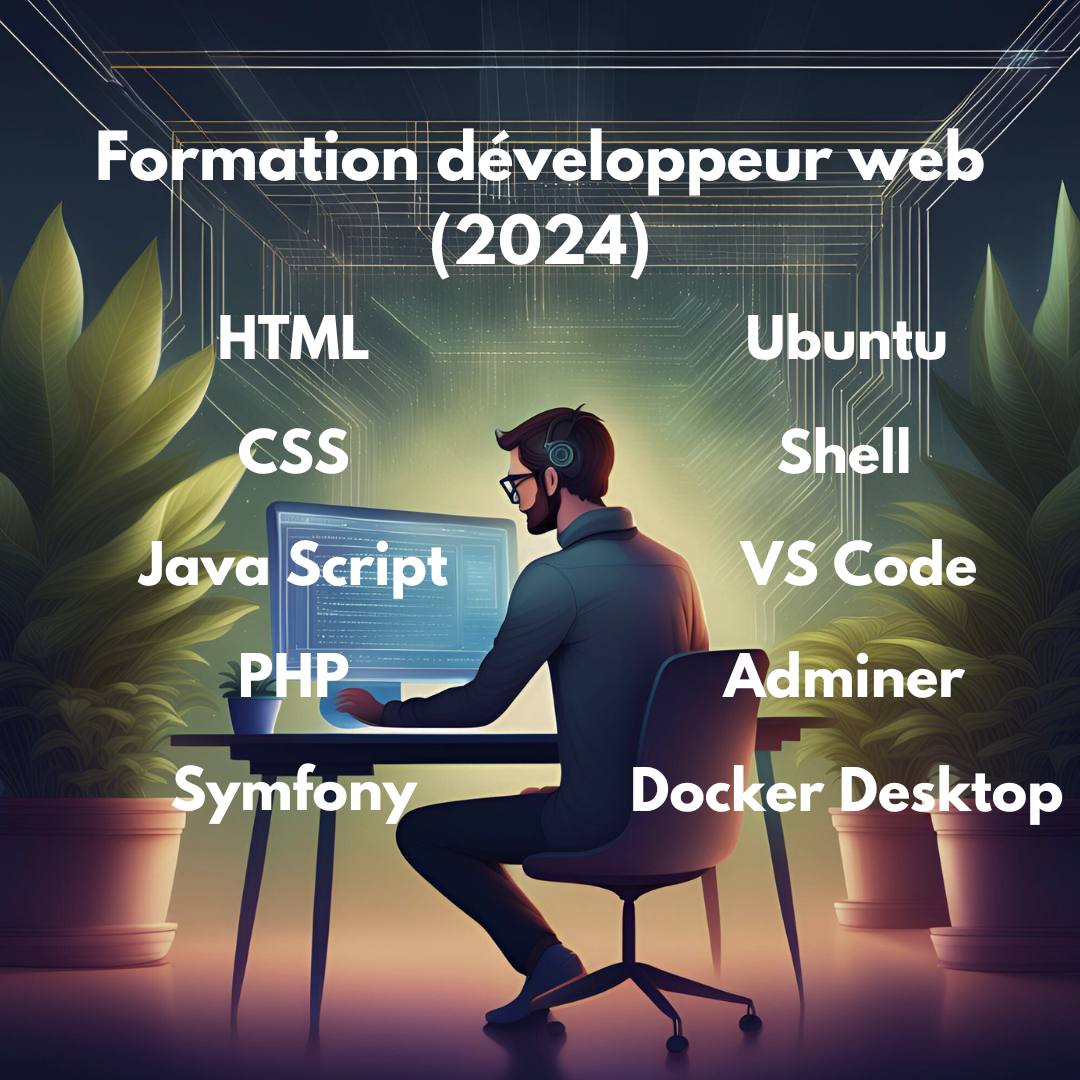 Formation développeur web
(2024)
HTML
CSS
Java Script
PHP
Symfony
Ubuntu
Shell
VS Code
Adminer
Docker Desktop